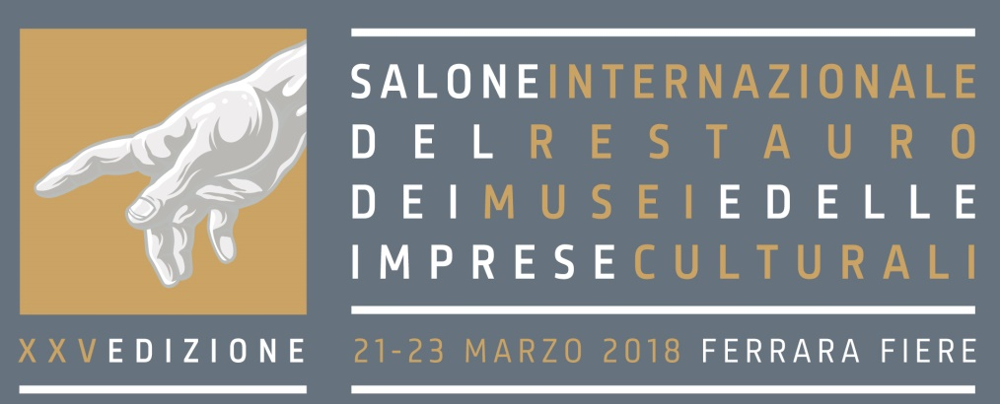 SALONE INTERNAZIONALE
DEL RESTAURO
DEI MUSEI E DELLE
IMPRESE CULTURALI
XXV EDIZIONE
21-23 MARZO 2018 FERRARA FIERE